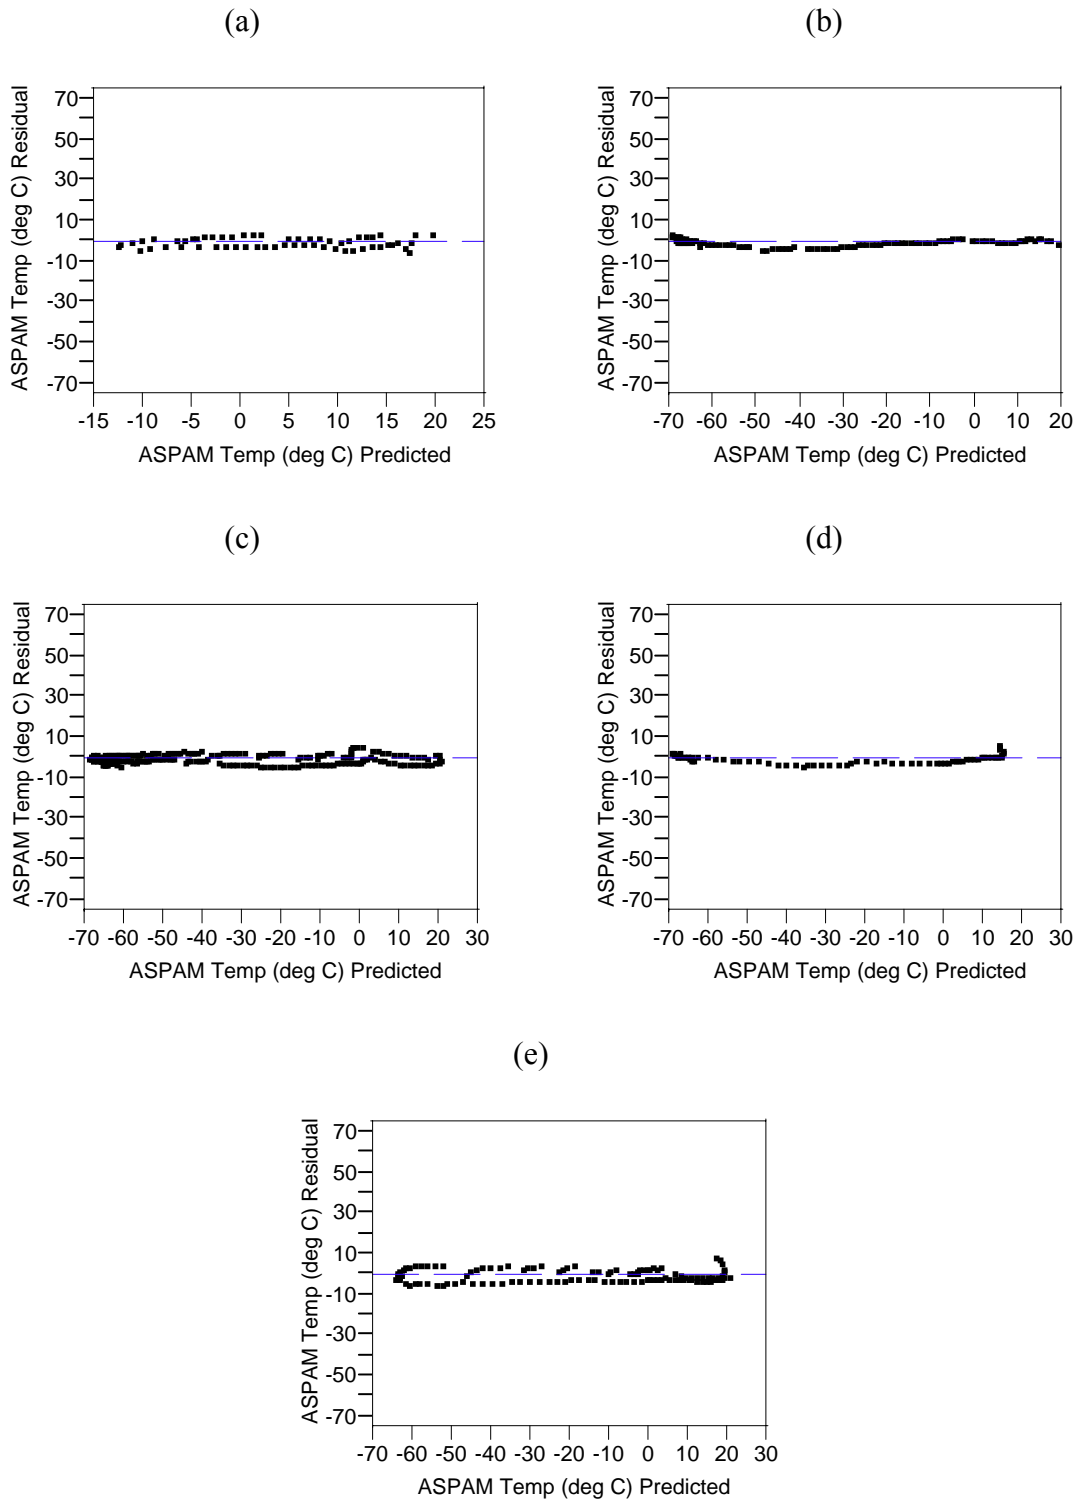 (a)
(b)
ASPAM Temp (deg C) Residual
70
50
30
10
-10
-30
-50
-70
-15 -10 -5 0 5 10 15 20 25
ASPAM Temp (deg C) Predicted
ASPAM Temp (deg C) Residual
70
50
30
10
-10
-30
-50
-70
-70 -60 -50 -40 -30 -20 -10 0 10 20
ASPAM Temp (deg C) Predicted
(c)
(d)
ASPAM Temp (deg C) Residual
70
50
30
10
-10
-30
-50
-70
-70 -60 -50 -40 -30 -20 -10 0 10 20 30
ASPAM Temp (deg C) Predicted
ASPAM Temp (deg C) Residual
70
50
30
10
-10
-30
-50
-70
-70 -60 -50 -40 -30 -20 -10 0 10 20 30
ASPAM Temp (deg C) Predicted
(e)
ASPAM Temp (deg C) Residual
70
50
30
10
-10
-30
-50
-70
-70 -60 -50 -40 -30 -20 -10 0 10 20 30
ASPAM Temp (deg C) Predicted